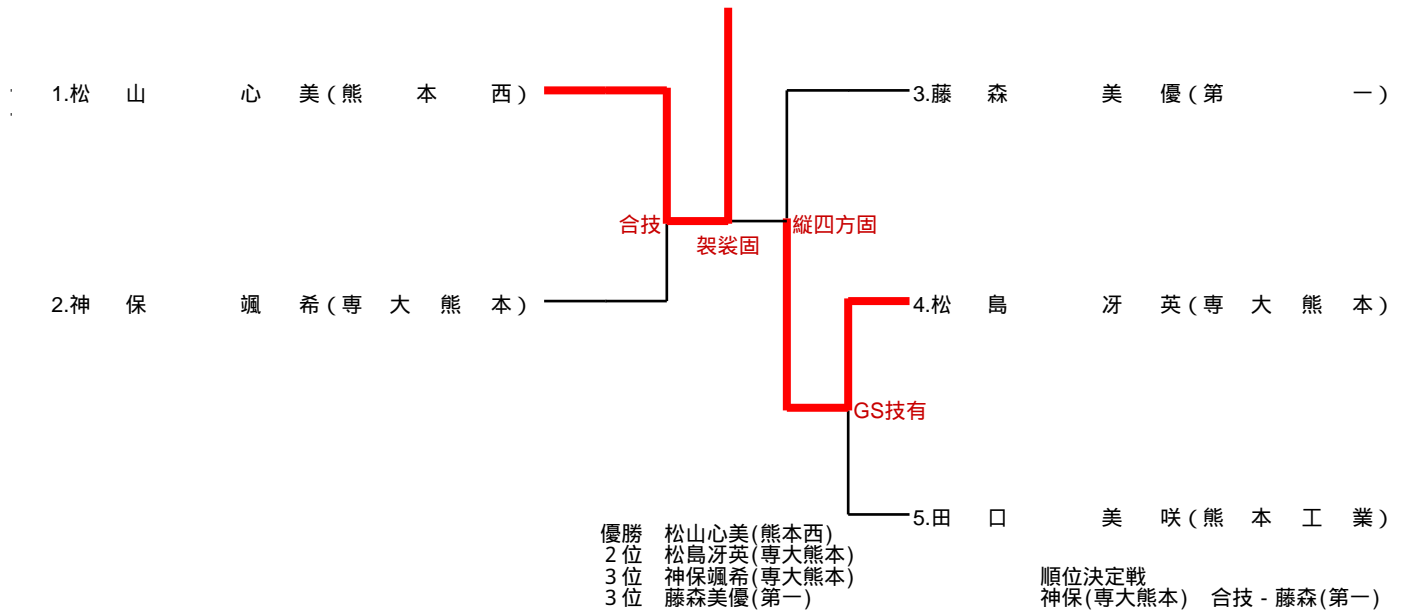 1.松山 心美(熊本西)
3.藤森 美優(第一)
合技
縦四方固
袈裟固
2.神保 颯希(専大熊本)
4.松島 冴英(専大熊本)
GS技有
5.田口 美咲(熊本工業)
優勝 松山心美(熊本西)
2位 松島冴英(専大熊本)
3位 神保颯希(専大熊本)
3位 藤森美優(第一)
順位決定戦
神保(専大熊本) 合技 - 藤森(第一)